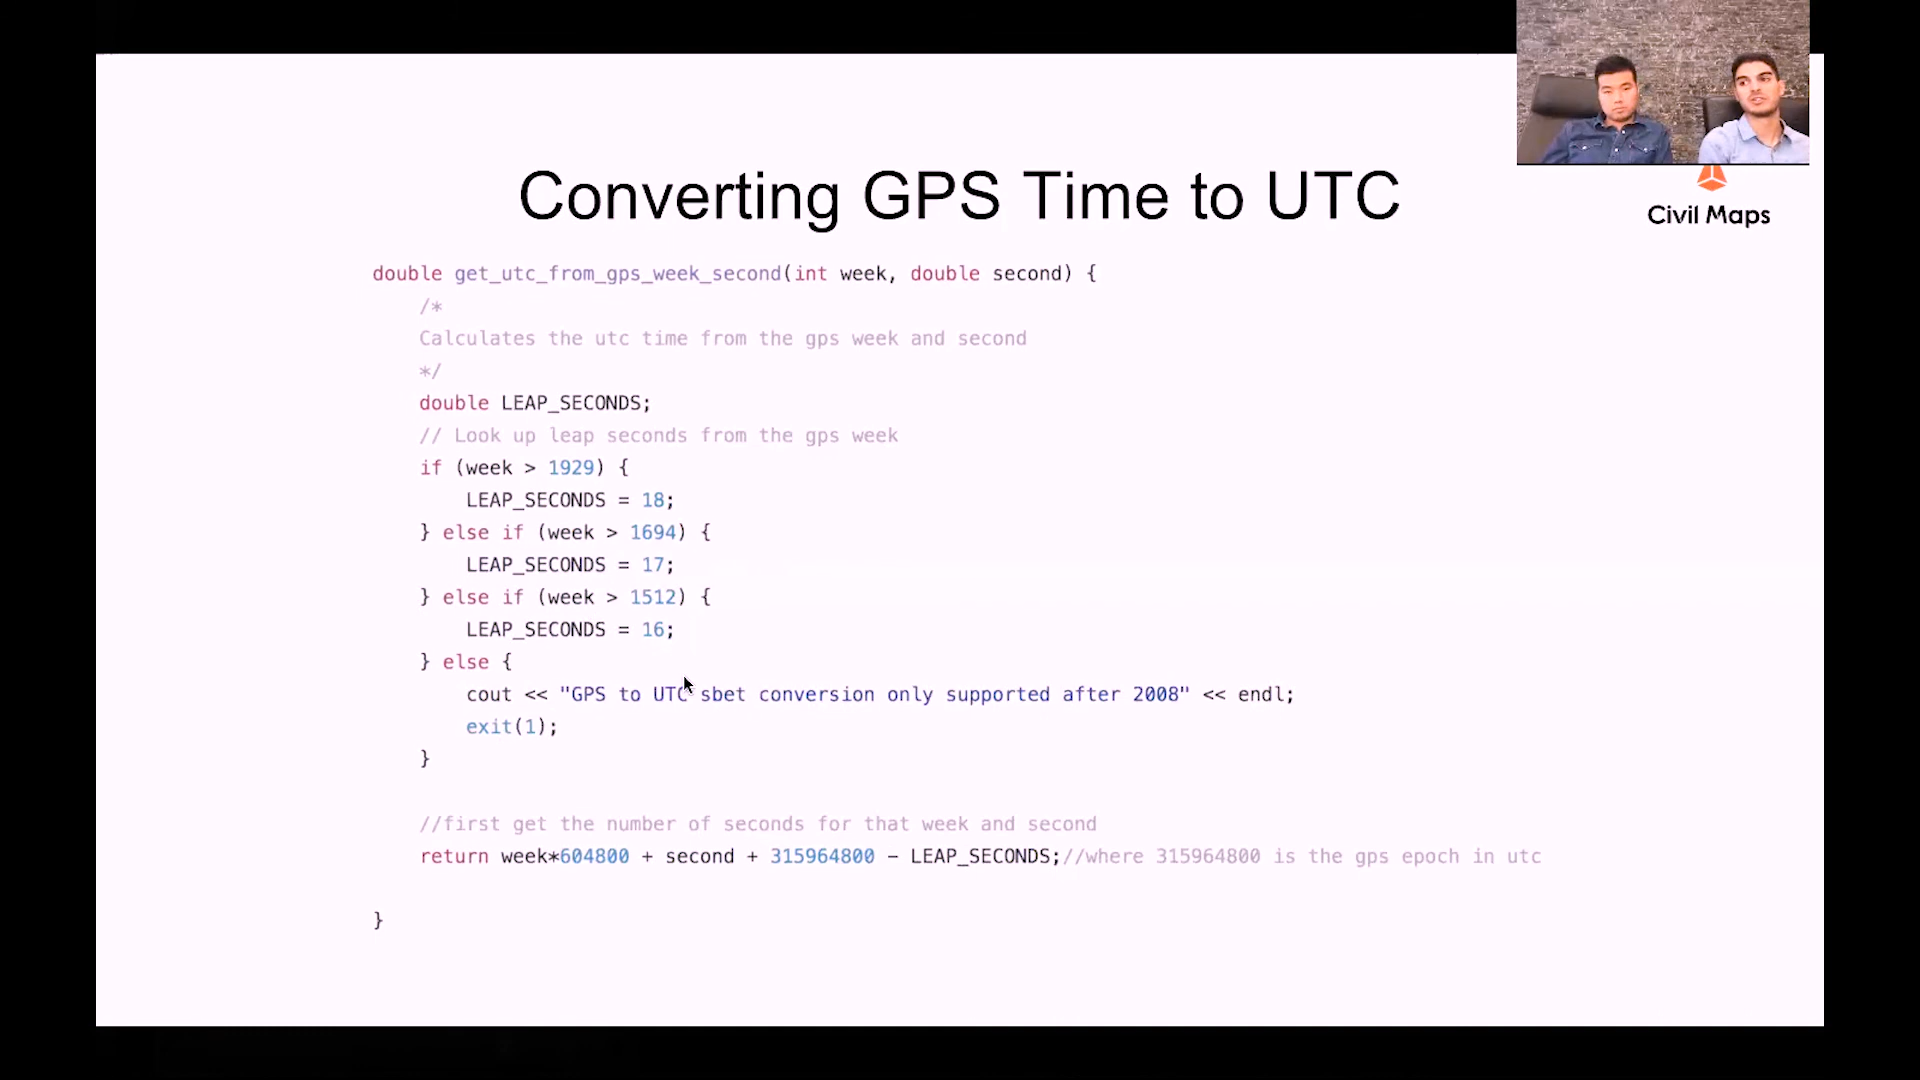 Converting GPS Time to UTC
Civil Maps
double get_utc_from_gps_week_second(int week, double second) {
/*
Calculates the utc time from the gps week and second
*/
double LEAP_SECONDS;
// Look up leap seconds from the gps week
if (week > 1929) {
LEAP_SECONDS = 18;
} else if (week > 1694) {
LEAP_SECONDS = 17;
} else if (week > 1512) {
LEAP_SECONDS = 16;
} else {
cout << "GPS to UTC sbet conversion only supported after 2008" << endl;
exit(1);
}
//first get the number of seconds for that week and second
return week*604800 + second + 315964800 - LEAP_SECONDS;//where 315964800 is the gps epoch in utc
}